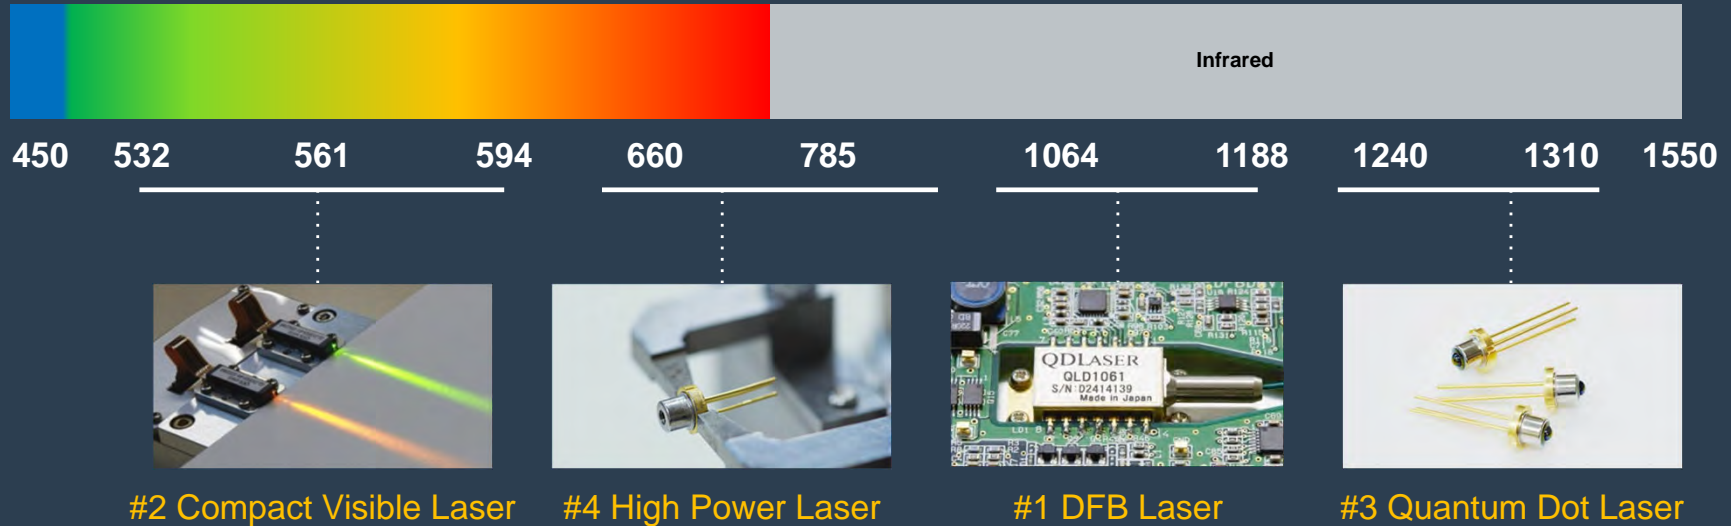 Infrared
450 532 561 594 660 785 1064 1188 1240 1310 1550
QDLASER
QLD1061
S/N:D2414139
Made in Japan
#2 Compact Visible Laser
#4 High Power Laser
#1 DFB Laser
#3 Quantum Dot Laser